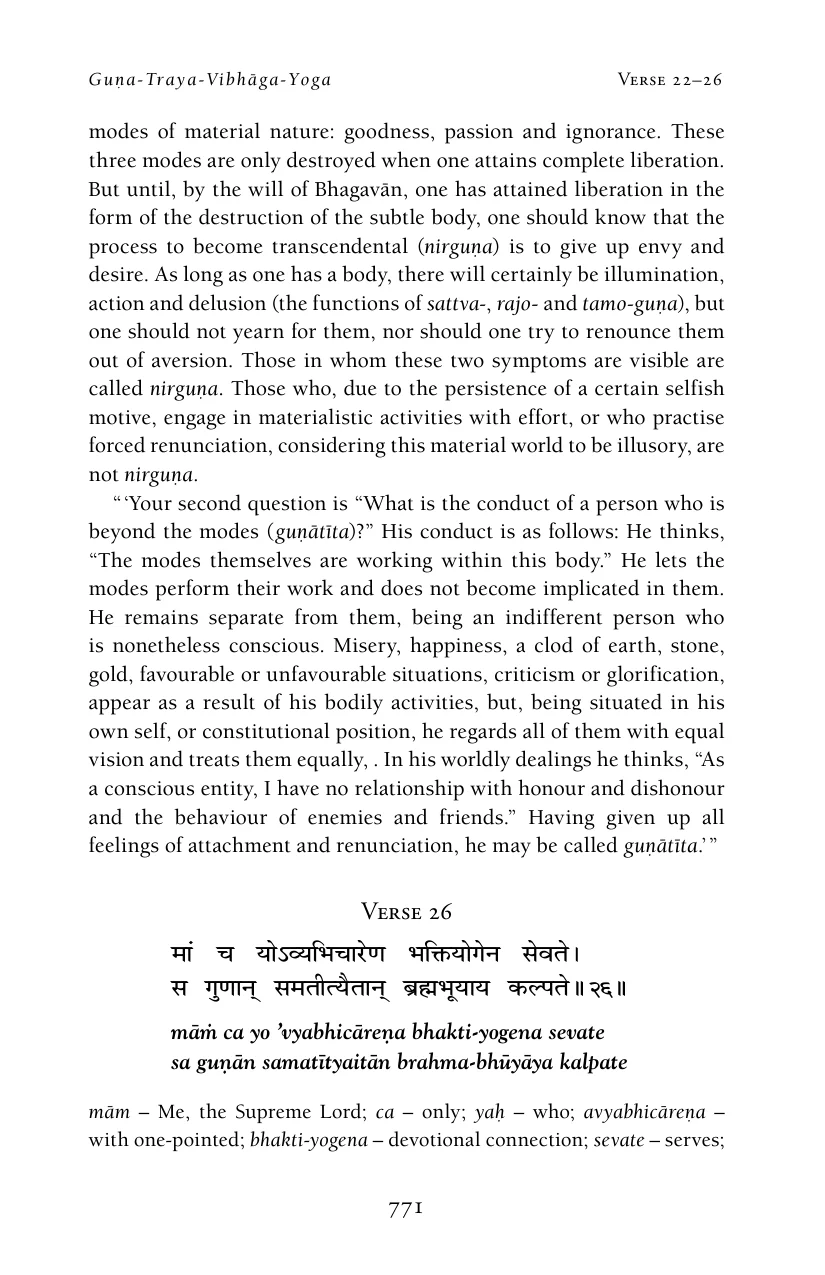 Guṇa-Traya-Vibhāga-Yoga Verse 22–26
modes of material nature: goodness, passion and ignorance. These
three modes are only destroyed when one attains complete liberation.
But until, by the will of Bhagavān, one has attained liberation in the
form of the destruction of the subtle body, one should know that the
process to become transcendental (nirguṇa) is to give up envy and
desire. As long as one has a body, there will certainly be illumination,
action and delusion (the functions of sattva-, rajo- and tamo-guṇa), but
one should not yearn for them, nor should one try to renounce them
out of aversion. Those in whom these two symptoms are visible are
called nirguṇa. Those who, due to the persistence of a certain selfish
motive, engage in materialistic activities with effort, or who practise
forced renunciation, considering this material world to be illusory, are
not nirguṇa.
“ ‘Your second question is “What is the conduct of a person who is
beyond the modes (guṇātīta)?” His conduct is as follows: He thinks,
“The modes themselves are working within this body.” He lets the
modes perform their work and does not become implicated in them.
He remains separate from them, being an indifferent person who
is nonetheless conscious. Misery, happiness, a clod of earth, stone,
gold, favourable or unfavourable situations, criticism or glorification,
appear as a result of his bodily activities, but, being situated in his
own self, or constitutional position, he regards all of them with equal
vision and treats them equally, . In his worldly dealings he thinks, “As
a conscious entity, I have no relationship with honour and dishonour
and the behaviour of enemies and friends.” Having given up all
feelings of attachment and renunciation, he may be called guṇātīta.’ ”
Verse 26
मां च योऽव्यभिचारेण भक्तियोगेन सेवते।
स गुणान् समतीत्यैतान् ब्रह्मभूयाय कल्पते॥२६॥
māṁ ca yo ’vyabhicāreṇa bhakti-yogena sevate
sa guṇān samatītyaitān brahma-bhūyāya kalpate
mām – Me, the Supreme Lord; ca – only; yaḥ – who; avyabhicāreṇa –
with one-pointed; bhakti-yogena – devotional connection; sevate – serves;
771